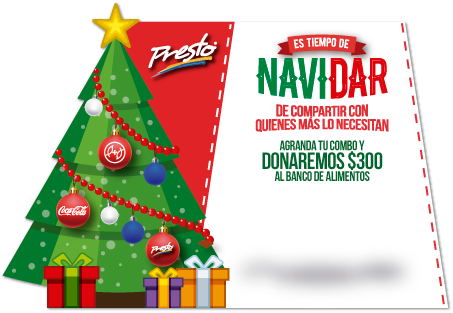 Presto
ES TIEMPO DE
NAVIDAR
DE COMPARTIR CON
QUIENES MÁS LO NECESITAN
AGRANDA TU COMBO Y
DONAREMOS $300
AL BANCO DE ALIMENTOS
Coca-Cola
Presto